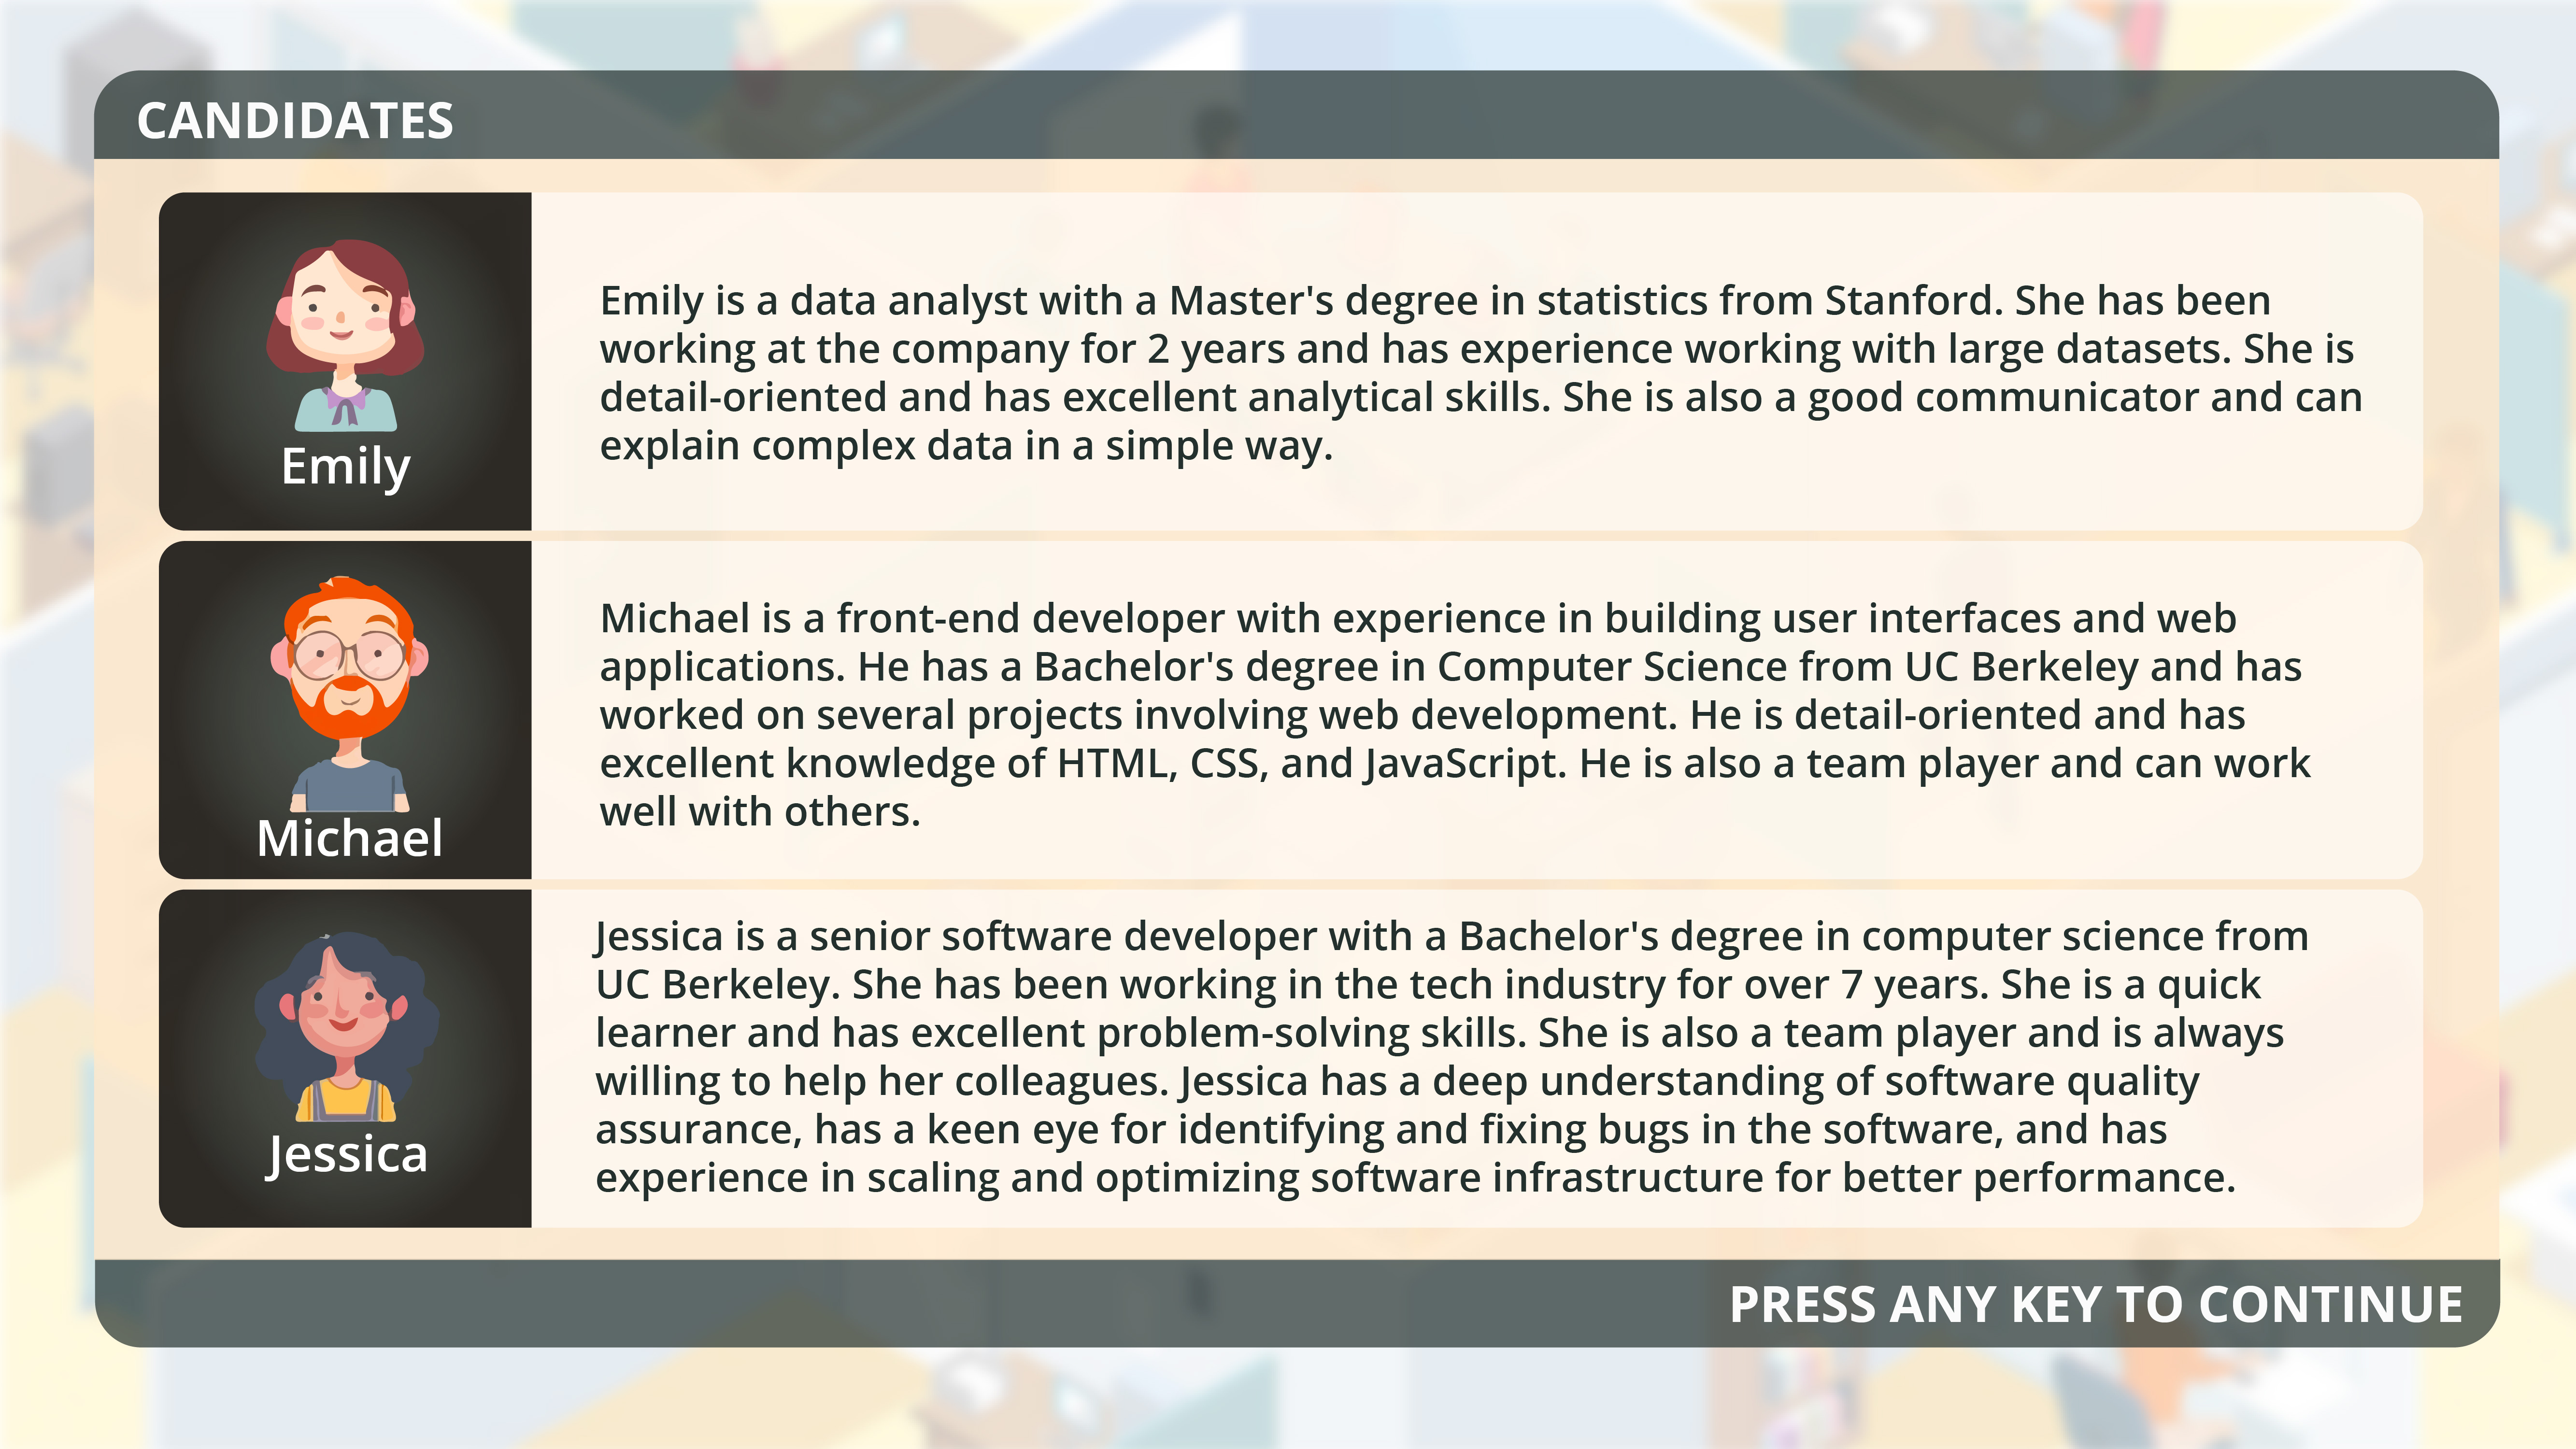 CANDIDATES
Emily
Emily is a data analyst with a Master's degree in statistics from Stanford. She has been
working at the company for 2 years and has experience working with large datasets. She is
detail-oriented and has excellent analytical skills. She is also a good communicator and can
explain complex data in a simple way.
Michael
Michael is a front-end developer with experience in building user interfaces and web
applications. He has a Bachelor's degree in Computer Science from UC Berkeley and has
worked on several projects involving web development. He is detail-oriented and has
excellent knowledge of HTML, CSS, and JavaScript. He is also a team player and can work
well with others.
Jessica
Jessica is a senior software developer with a Bachelor's degree in computer science from
UC Berkeley. She has been working in the tech industry for over 7 years. She is a quick
learner and has excellent problem-solving skills. She is also a team player and is always
willing to help her colleagues. Jessica has a deep understanding of software quality
assurance, has a keen eye for identifying and fixing bugs in the software, and has
experience in scaling and optimizing software infrastructure for better performance.
PRESS ANY KEY TO CONTINUE